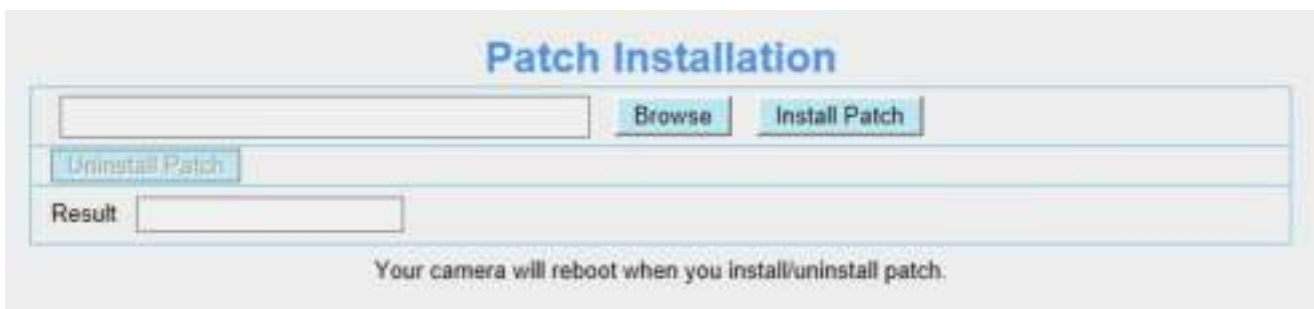 Patch Installation
Browse Install Patch
Uninstall Patch
Result
Your camera will reboot when you install/uninstall patch.